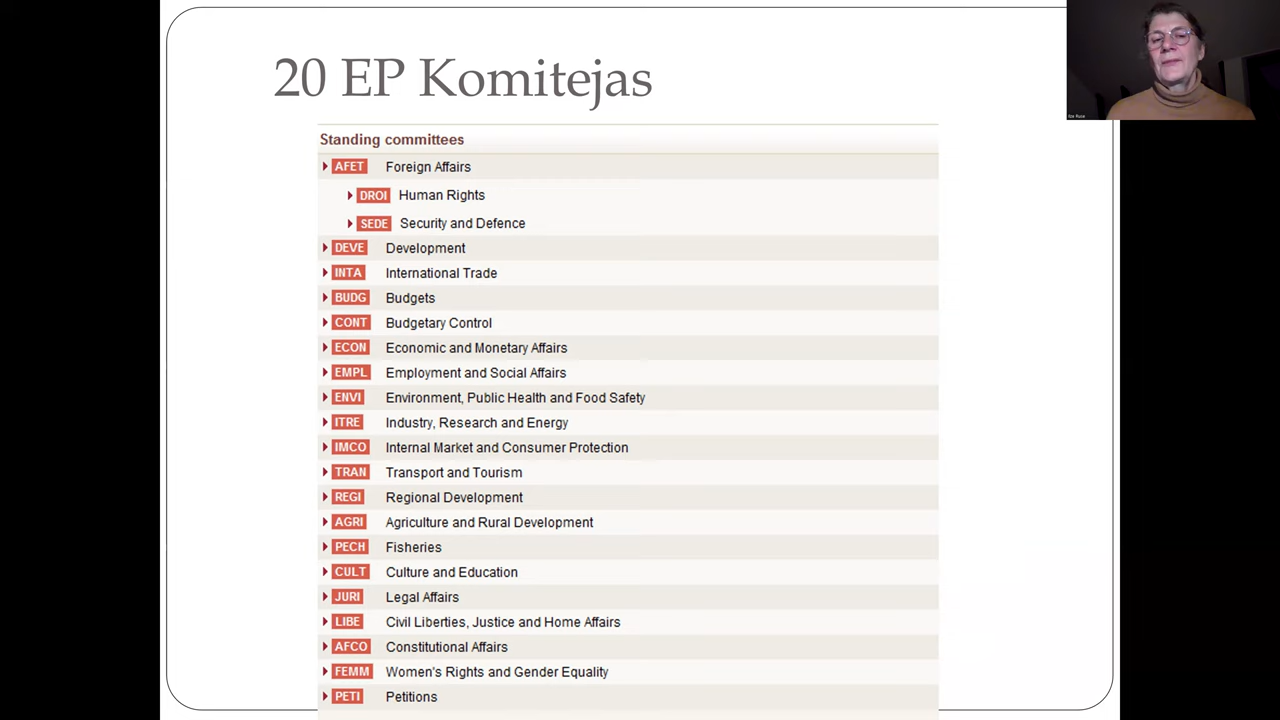 20 EP Komitejas
Standing committees
AFET Foreign Affairs
DROI Human Rights
SEDE Security and Defence
DEVE Development
INTA International Trade
BUDG Budgets
CONT Budgetary Control
ECON Economic and Monetary Affairs
EMPL Employment and Social Affairs
ENVI Environment, Public Health and Food Safety
ITRE Industry, Research and Energy
IMCO Internal Market and Consumer Protection
TRAN Transport and Tourism
REGI Regional Development
AGRI Agriculture and Rural Development
PECH Fisheries
CULT Culture and Education
JURI Legal Affairs
LIBE Civil Liberties, Justice and Home Affairs
AFCO Constitutional Affairs
FEMM Women's Rights and Gender Equality
PETI Petitions